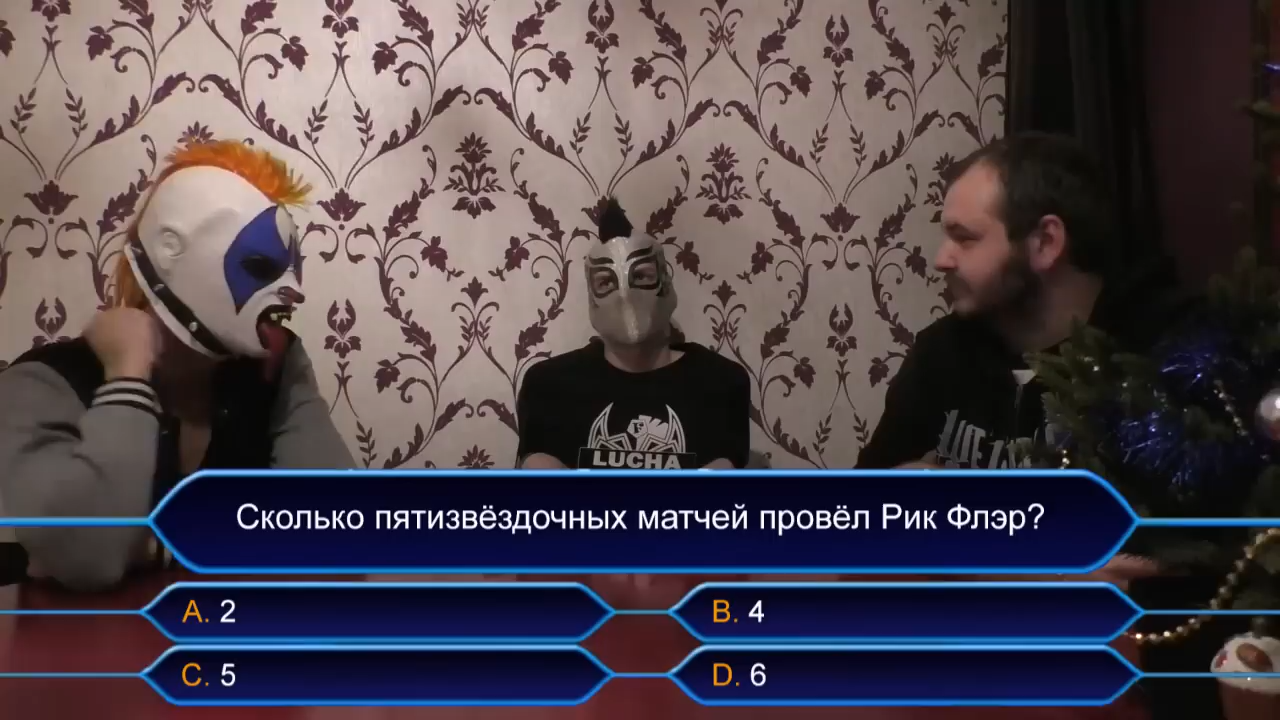 LUCHA
Сколько пятизвёздочных матчей провёл Рик Флэр?
A. 2
B. 4
C. 5
D. 6